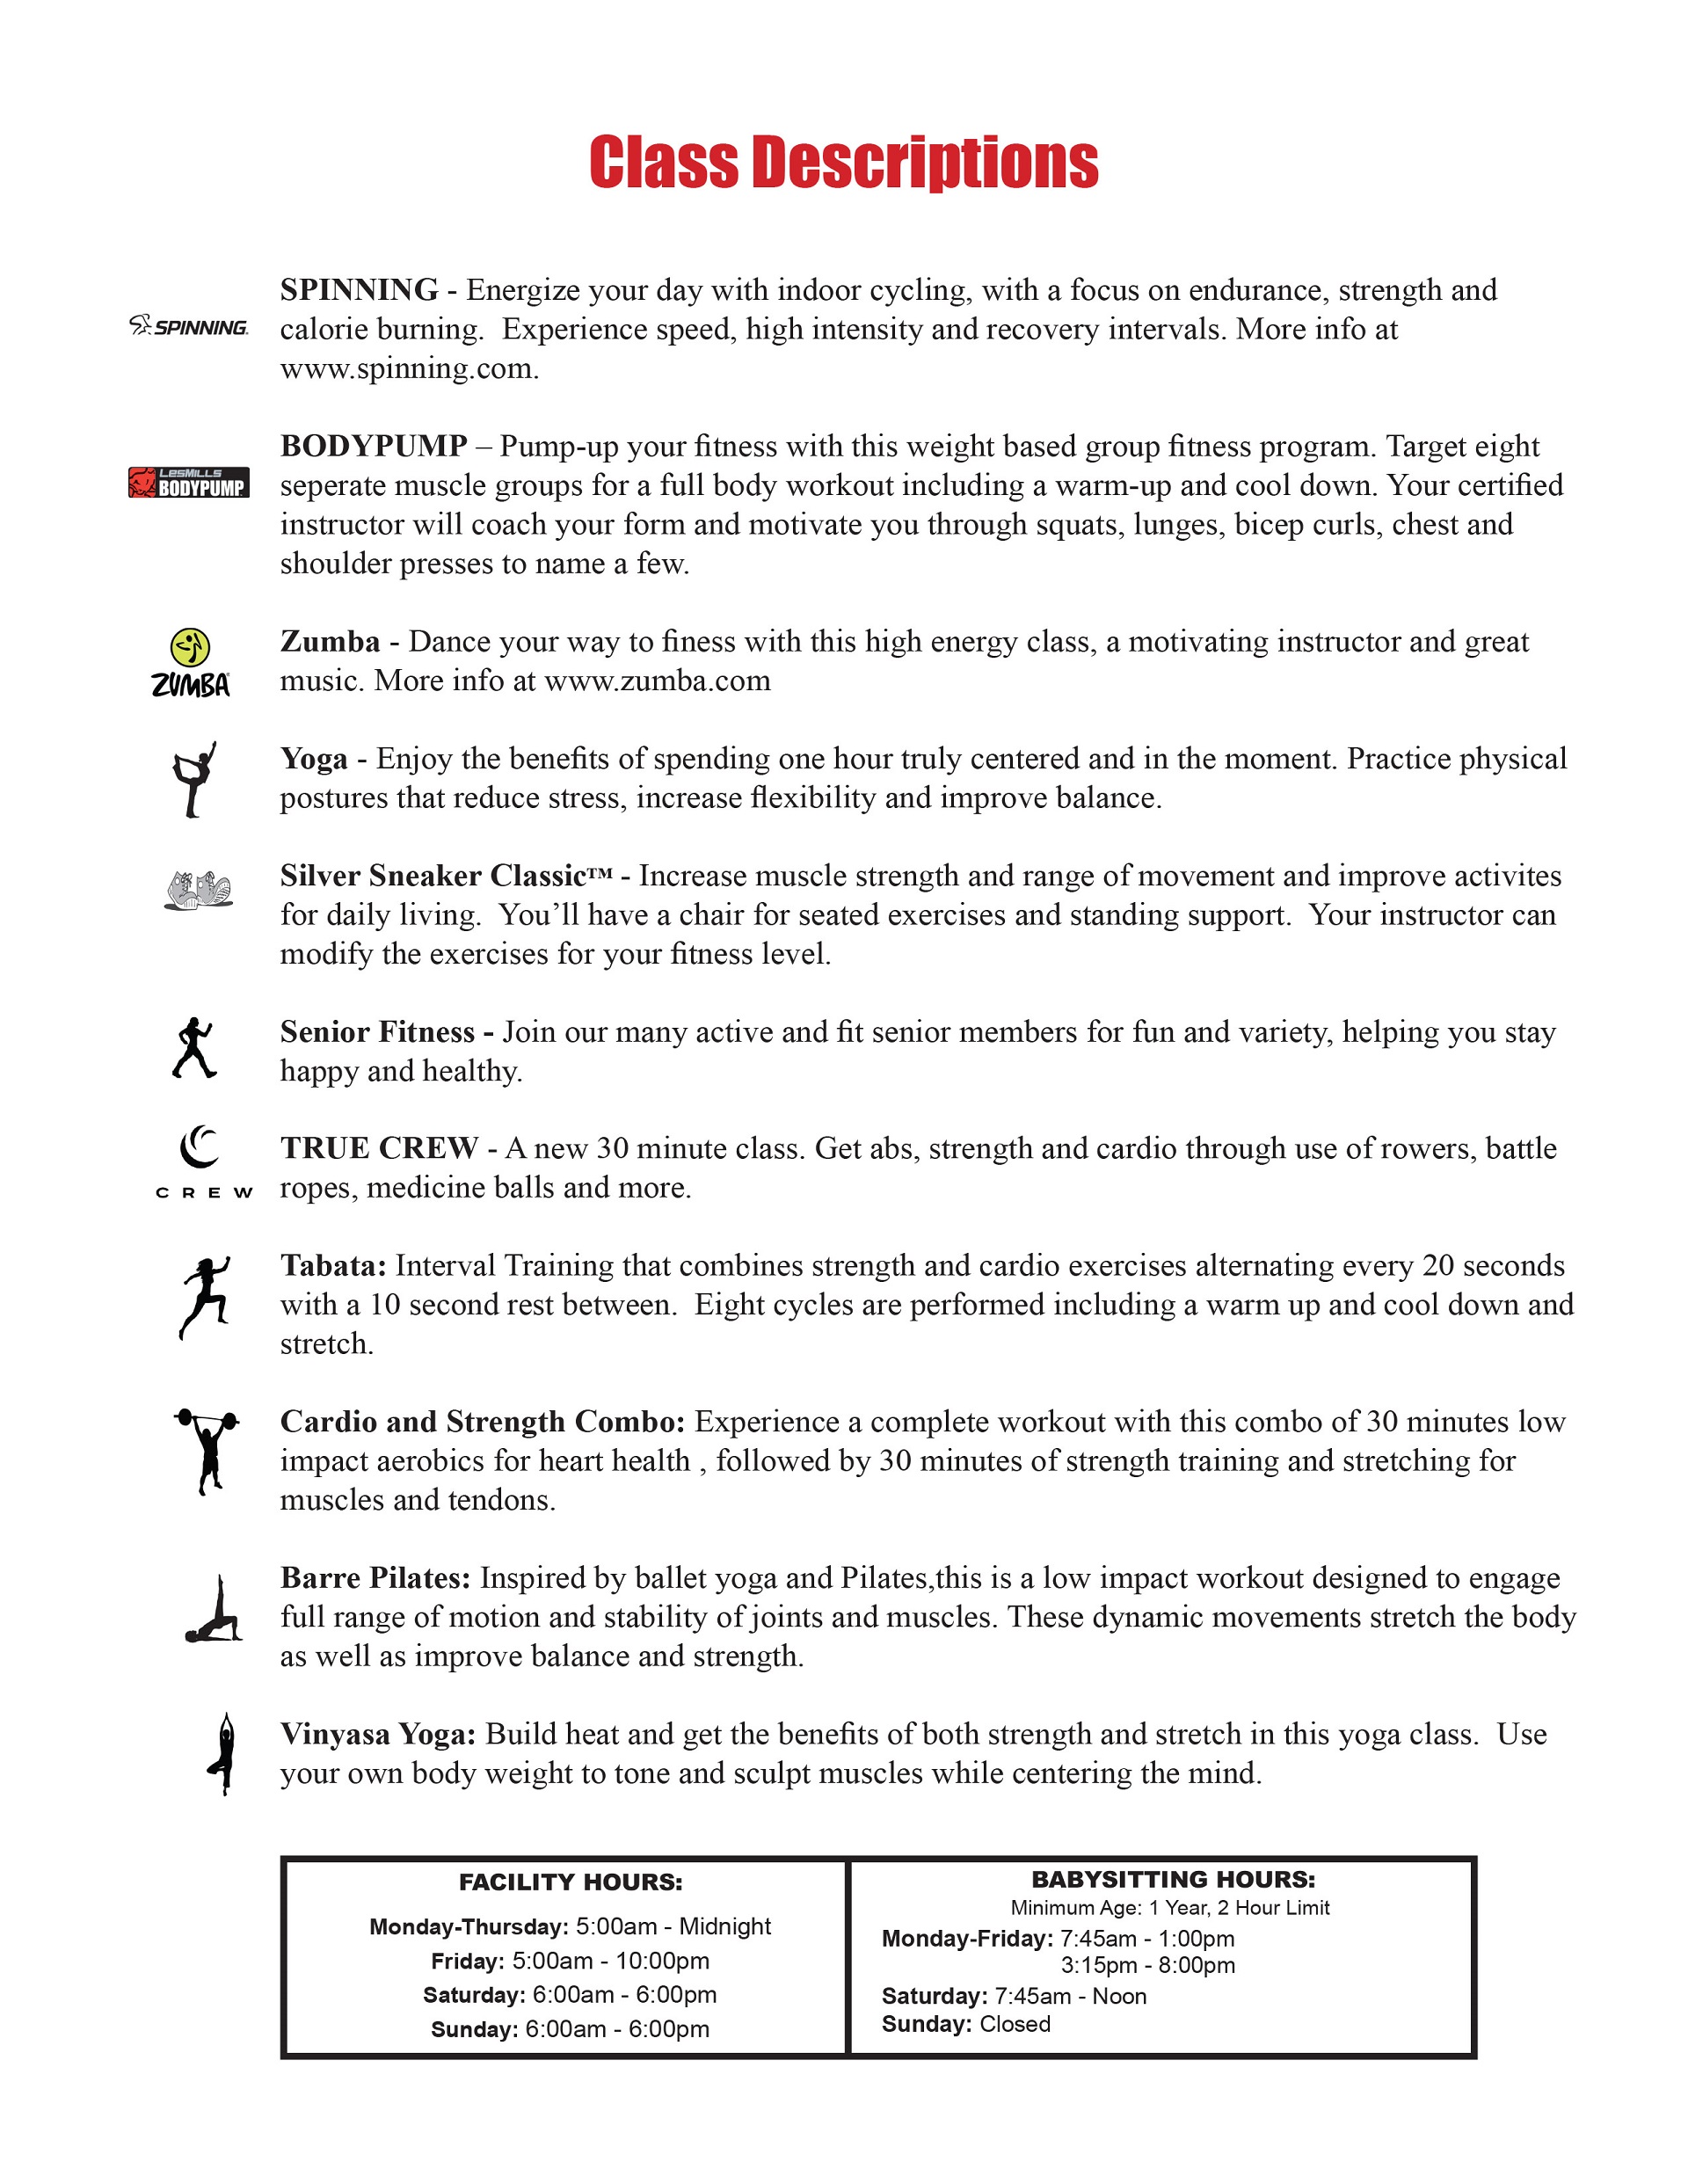 Class Descriptions
SPINNING - Energize your day with indoor cycling, with a focus on endurance, strength and
SPINNING.
calorie burning.  Experience speed, high intensity and recovery intervals. More info at
www.spinning.com.
BODYPUMP – Pump-up your fitness with this weight based group fitness program. Target eight
LesMILLS
BODYPUMP
seperate muscle groups for a full body workout including a warm-up and cool down. Your certified
instructor will coach your form and motivate you through squats, lunges, bicep curls, chest and
shoulder presses to name a few.
Zumba - Dance your way to finess with this high energy class, a motivating instructor and great
ZUMBA
music. More info at www.zumba.com
Yoga - Enjoy the benefits of spending one hour truly centered and in the moment. Practice physical
postures that reduce stress, increase flexibility and improve balance.
Silver Sneaker Classic™ - Increase muscle strength and range of movement and improve activites
for daily living.  You’ll have a chair for seated exercises and standing support.  Your instructor can
modify the exercises for your fitness level.
Senior Fitness - Join our many active and fit senior members for fun and variety, helping you stay
happy and healthy.
TRUE CREW - A new 30 minute class. Get abs, strength and cardio through use of rowers, battle
CREW
ropes, medicine balls and more.
Tabata: Interval Training that combines strength and cardio exercises alternating every 20 seconds
with a 10 second rest between.  Eight cycles are performed including a warm up and cool down and
stretch.
Cardio and Strength Combo: Experience a complete workout with this combo of 30 minutes low
impact aerobics for heart health , followed by 30 minutes of strength training and stretching for
muscles and tendons.
Barre Pilates: Inspired by ballet yoga and Pilates,this is a low impact workout designed to engage
full range of motion and stability of joints and muscles. These dynamic movements stretch the body
as well as improve balance and strength.
Vinyasa Yoga: Build heat and get the benefits of both strength and stretch in this yoga class.  Use
your own body weight to tone and sculpt muscles while centering the mind.
FACILITY HOURS:
Monday-Thursday: 5:00am - Midnight
Friday: 5:00am - 10:00pm
Saturday: 6:00am - 6:00pm
Sunday: 6:00am - 6:00pm
BABYSITTING HOURS:
Minimum Age: 1 Year, 2 Hour Limit
Monday-Friday: 7:45am - 1:00pm
3:15pm - 8:00pm
Saturday: 7:45am - Noon
Sunday: Closed